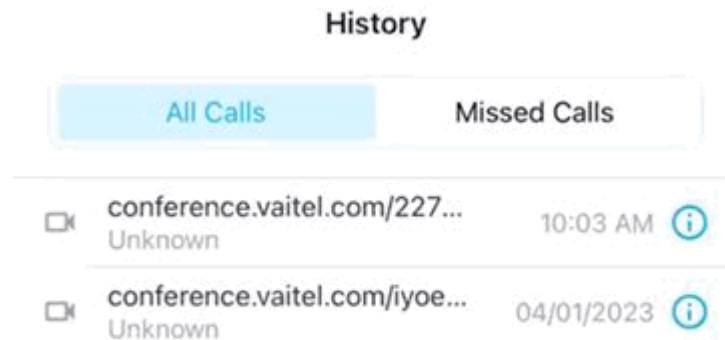 History
All Calls Missed Calls
conference.vaitel.com/227... 10:03 AM
Unknown
conference.vaitel.com/iyoe... 04/01/2023
Unknown